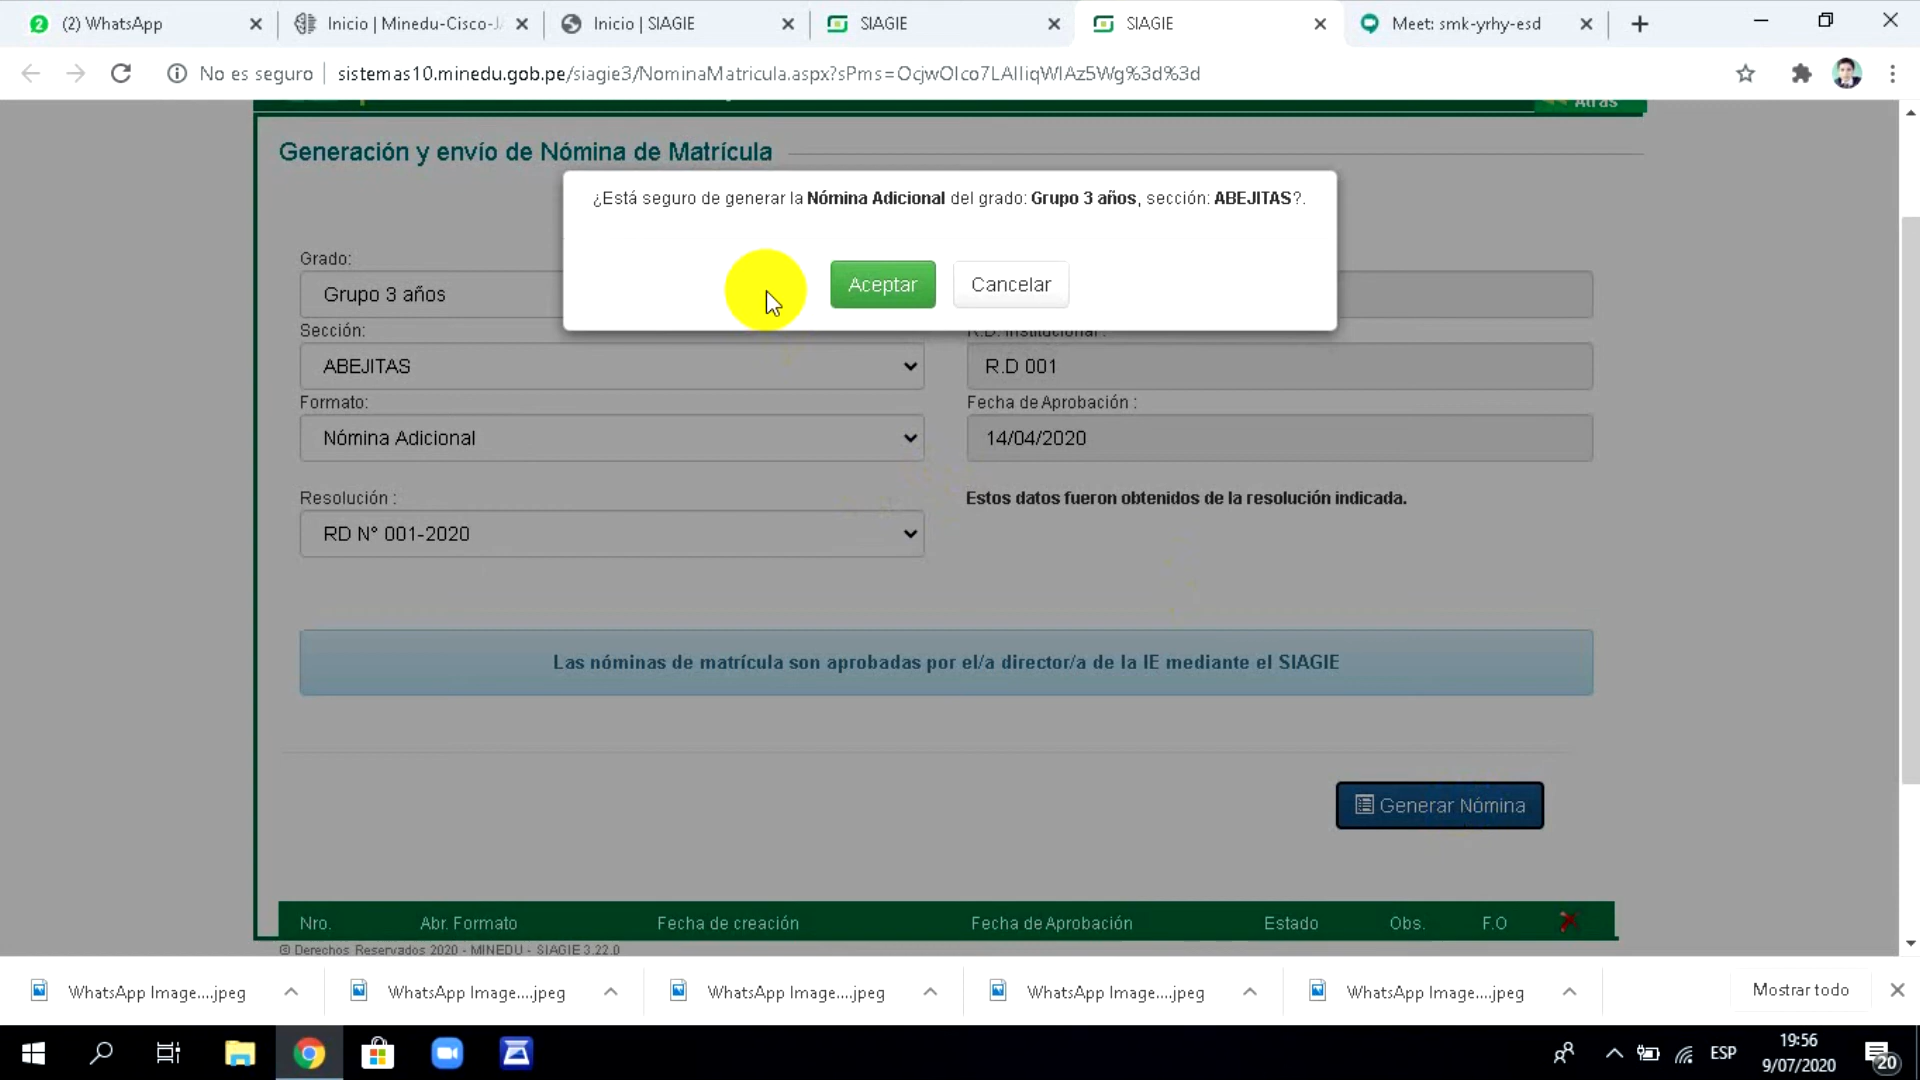 2 (2) WhatsApp
Inicio | Minedu-Cisco-J
Inicio | SIAGIE
SIAGIE
SIAGIE
Meet: smk-yrhy-esd
No es seguro | sistemas10.minedu.gob.pe/siagie3/NominaMatricula.aspx?sPms=OcjwOIco7LAIIiqWIAz5Wg%3d%3d
Atrás
Generación y envío de Nómina de Matrícula
¿Está seguro de generar la Nómina Adicional del grado: Grupo 3 años, sección: ABEJITAS?.
Aceptar
Cancelar
Grado:
Grupo 3 años
Sección:
R.D. Institucional :
ABEJITAS
R.D 001
Formato:
Fecha de Aprobación :
Nómina Adicional
14/04/2020
Resolución :
Estos datos fueron obtenidos de la resolución indicada.
RD N° 001-2020
Las nóminas de matrícula son aprobadas por el/a director/a de la IE mediante el SIAGIE
Generar Nómina
Nro.
Abr. Formato
Fecha de creación
Fecha de Aprobación
Estado
Obs.
F.O
© Derechos Reservados 2020 - MINEDU - SIAGIE 3.22.0
WhatsApp Image....jpeg
WhatsApp Image....jpeg
WhatsApp Image....jpeg
WhatsApp Image....jpeg
WhatsApp Image....jpeg
Mostrar todo
ESP
19:56
9/07/2020
20